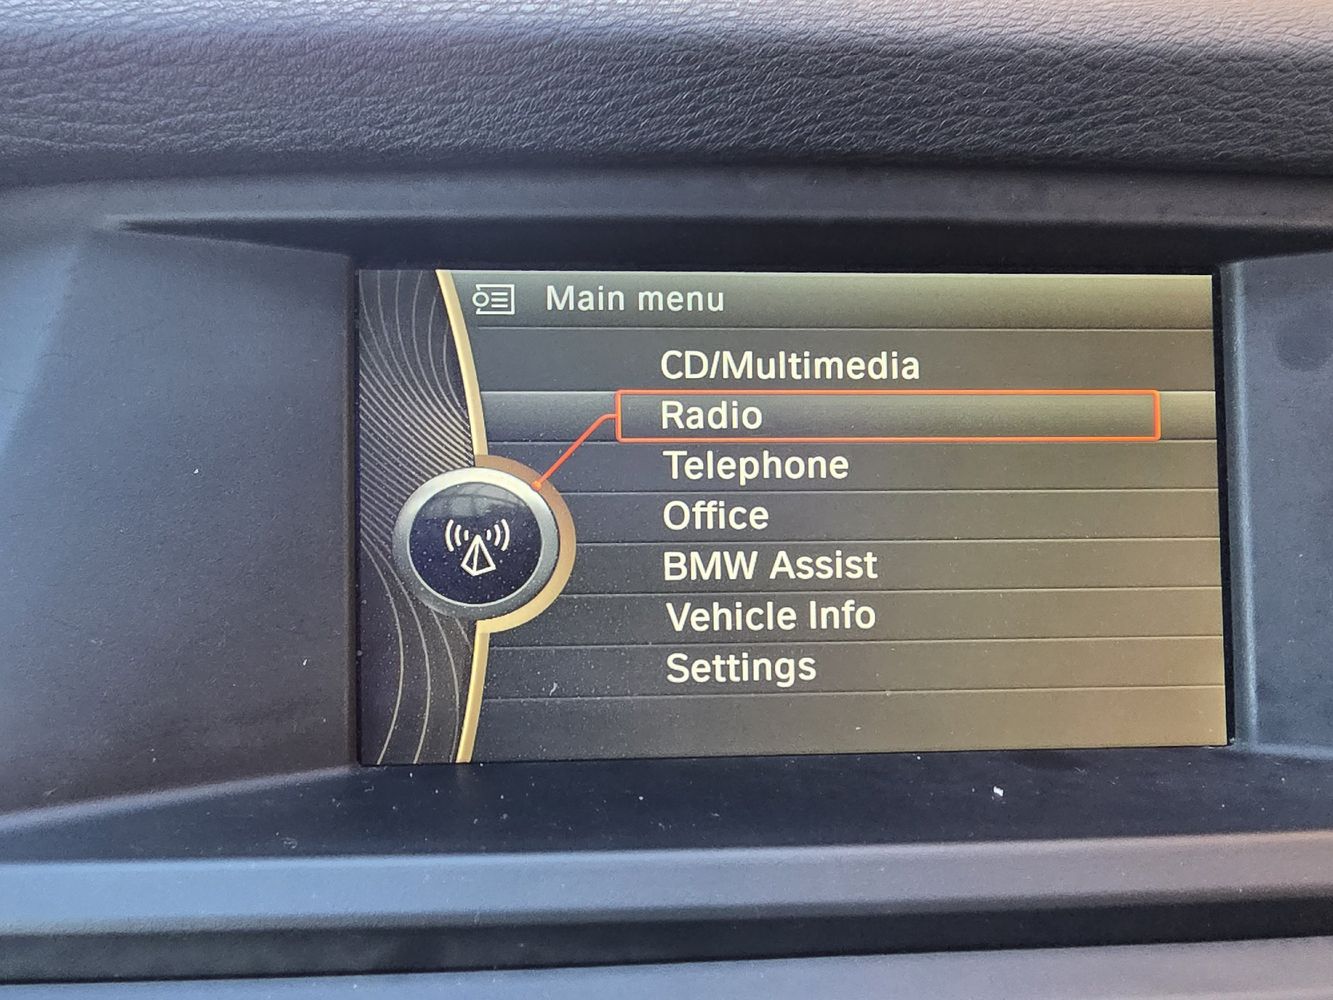 Main menu
CD/Multimedia
Radio
Telephone
Office
BMW Assist
Vehicle Info
Settings